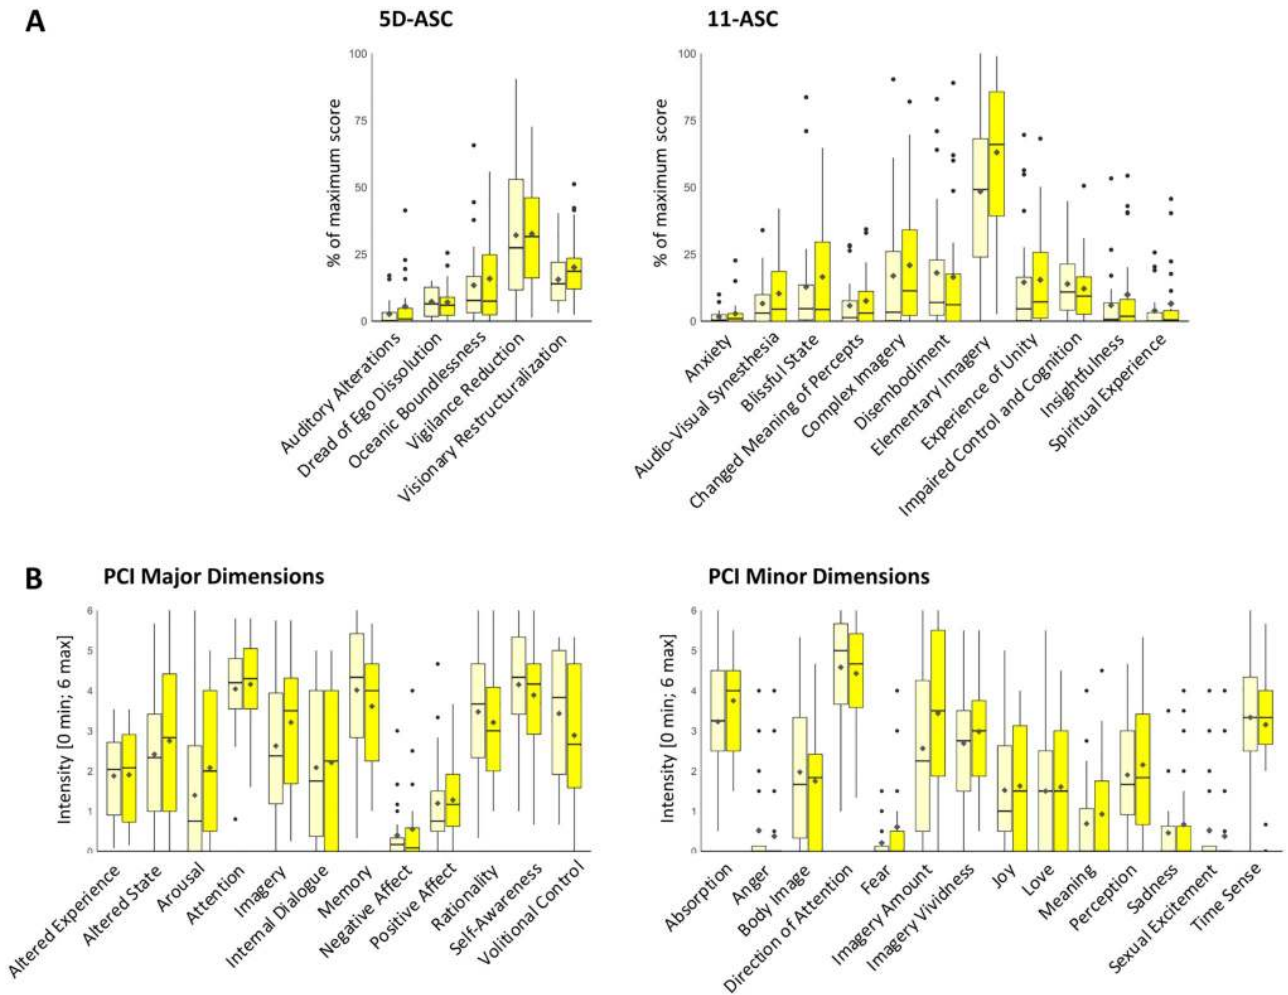 A
5D-ASC
11-ASC
% of maximum score
100
75
50
25
0
Auditory Alterations
Dread of Ego Dissolution
Oceanic Boundlessness
Vigilance Reduction
Visionary Restructuralization
% of maximum score
100
75
50
25
0
Anxiety
Audio-Visual Synesthesia
Blissful State
Changed Meaning of Percepts
Complex Imagery
Disembodiment
Elementary Imagery
Experience of Unity
Impaired Control and Cognition
Insightfulness
Spiritual Experience
B
PCI Major Dimensions
PCI Minor Dimensions
Intensity [0 min; 6 max]
6
5
4
3
2
1
0
Altered Experience
Altered State
Arousal
Attention
Imagery
Internal Dialogue
Memory
Negative Affect
Positive Affect
Rationality
Self-Awareness
Volitional Control
Intensity [0 min; 6 max]
6
5
4
3
2
1
0
Absorption
Anger
Body Image
Direction of Attention
Fear
Imagery Amount
Imagery Vividness
Joy
Love
Meaning
Perception
Sadness
Sexual Excitement
Time Sense